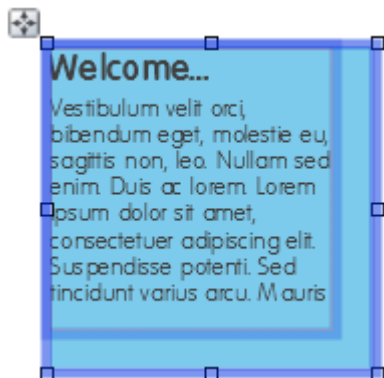 Welcome...
Vestibulum velit orci,
bibendum eget, molestie eu,
sagittis non, leo. Nullam sed
enim. Duis ac lorem. Lorem
ipsum dolor sit amet,
consectetuer adipiscing elit.
Suspendisse potenti. Sed
tincidunt varius arcu. Mauris